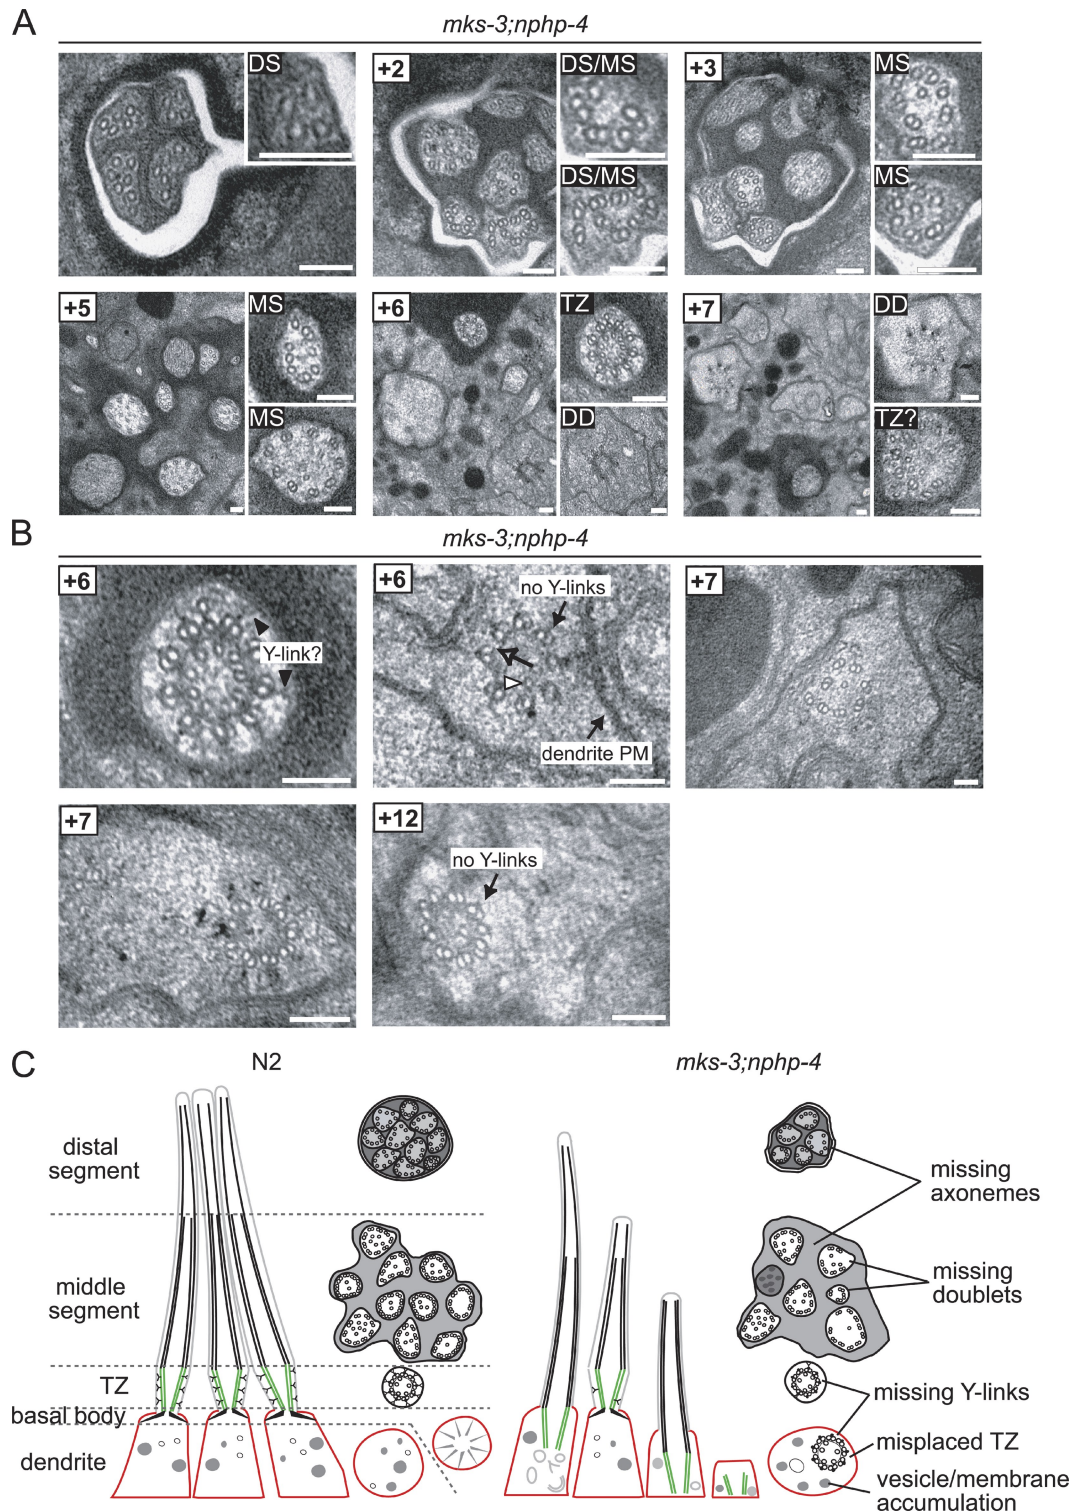 A
mks-3;nphp-4
DS
+2
DS/MS
DS/MS
+3
MS
MS
+5
MS
MS
+6
TZ
DD
+7
DD
TZ?
B
mks-3;nphp-4
+6
Y-link?
+6
no Y-links
dendrite PM
+7
+7
+12
no Y-links
C
N2
mks-3;nphp-4
distal
segment
middle
segment
TZ
basal body
dendrite
missing
axonemes
missing
doublets
missing Y-links
misplaced TZ
vesicle/membrane
accumulation